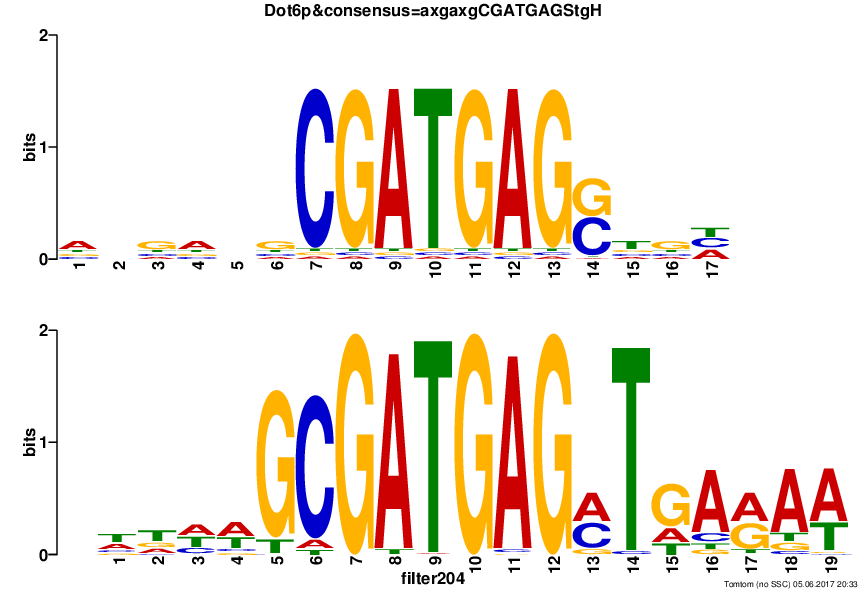 Dot6p&consensus=axgaxgCGATGAGStgH
2
bits
1
0
CGATGAG
G
C
A
G
A
G
T
G
T
C
A
1 2 3 4 5 6 7 8 9 10 11 12 13 14 15 16 17
2
bits
1
0
GCGATGAG
A
C
T
G
A
A
A
A
1 2 3 4 5 6 7 8 9 10 11 12 13 14 15 16 17 18 19
filter204
Tomtom (no SSC) 05.06.2017 20:33